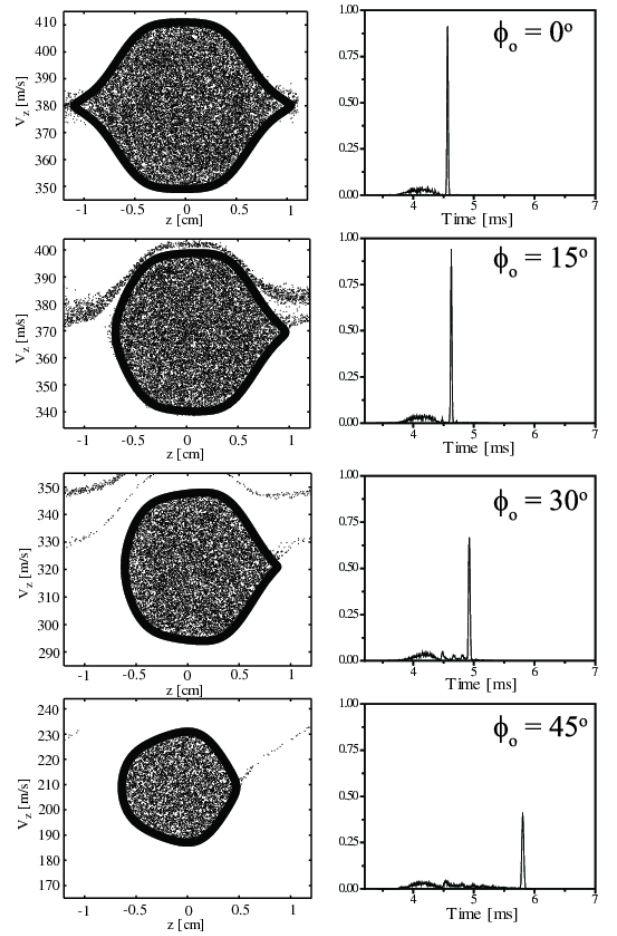 410
400
390
380
370
360
350
V_z [m/s]
-1 -0.5 0 0.5 1
z [cm]
1.00
0.75
0.50
0.25
0.00
4 5 6 7
Time [ms]
ϕ_o = 0°
400
390
380
370
360
350
340
V_z [m/s]
-1 -0.5 0 0.5 1
z [cm]
1.00
0.75
0.50
0.25
0.00
4 5 6 7
Time [ms]
ϕ_o = 15°
350
340
330
320
310
300
290
V_z [m/s]
-1 -0.5 0 0.5 1
z [cm]
1.00
0.75
0.50
0.25
0.00
4 5 6 7
Time [ms]
ϕ_o = 30°
240
230
220
210
200
190
180
170
V_z [m/s]
-1 -0.5 0 0.5 1
z [cm]
1.00
0.75
0.50
0.25
0.00
4 5 6 7
Time [ms]
ϕ_o = 45°